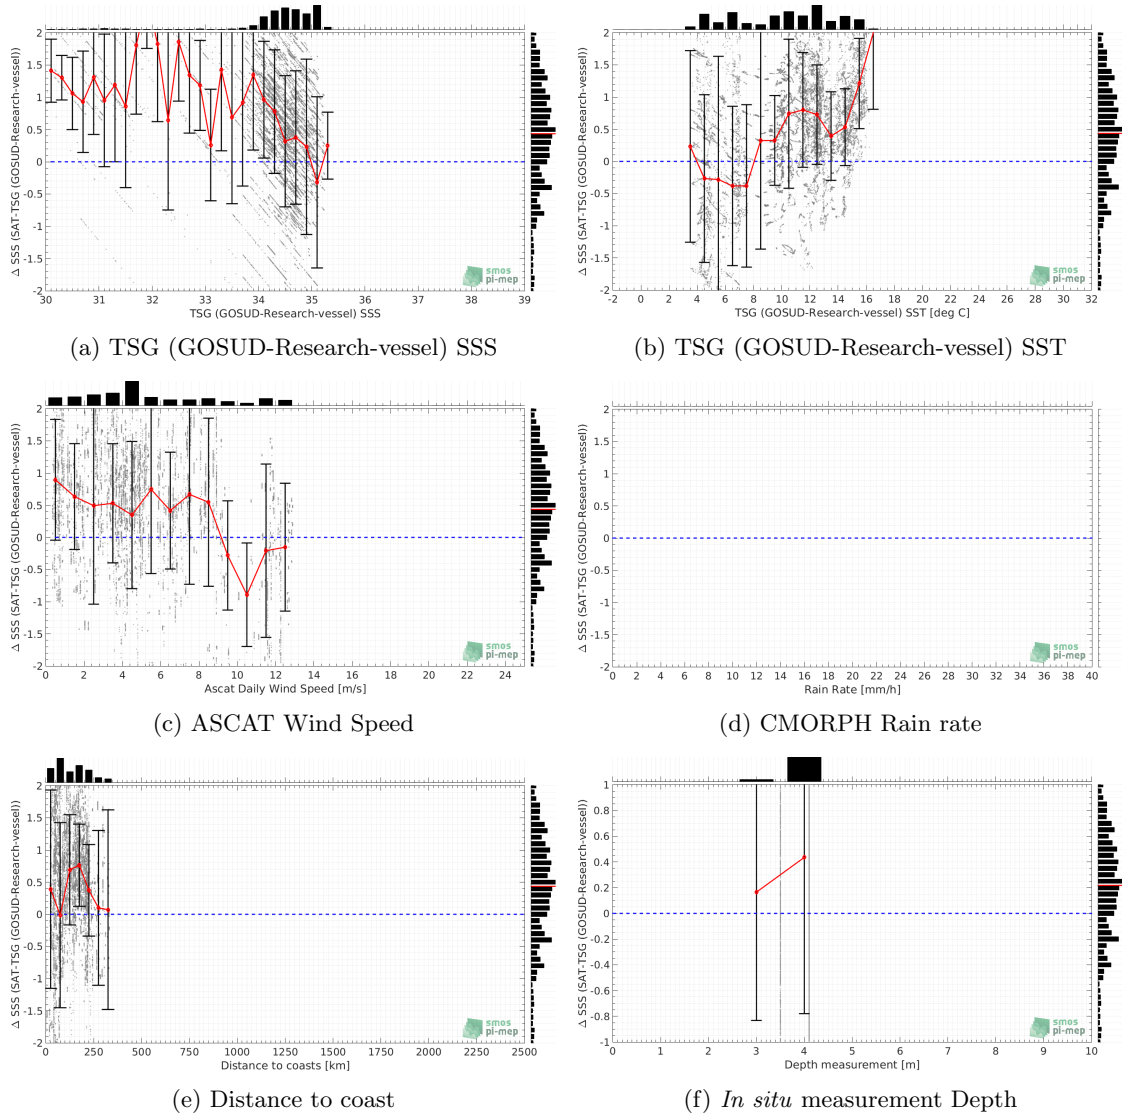 Δ SSS (SAT-TSG (GOSUD-Research-vessel))
2
1.5
1
0.5
0
-0.5
-1
-1.5
-2
30 31 32 33 34 35 36 37 38 39
TSG (GOSUD-Research-vessel) SSS
smos
pi-mep
(a) TSG (GOSUD-Research-vessel) SSS
Δ SSS (SAT-TSG (GOSUD-Research-vessel))
2
1.5
1
0.5
0
-0.5
-1
-1.5
-2
-2 0 2 4 6 8 10 12 14 16 18 20 22 24 26 28 30 32
TSG (GOSUD-Research-vessel) SST [deg C]
smos
pi-mep
(b) TSG (GOSUD-Research-vessel) SST
Δ SSS (SAT-TSG (GOSUD-Research-vessel))
2
1.5
1
0.5
0
-0.5
-1
-1.5
-2
0 2 4 6 8 10 12 14 16 18 20 22 24
Ascat Daily Wind Speed [m/s]
smos
pi-mep
(c) ASCAT Wind Speed
Δ SSS (SAT-TSG (GOSUD-Research-vessel))
2
1.5
1
0.5
0
-0.5
-1
-1.5
-2
0 2 4 6 8 10 12 14 16 18 20 22 24 26 28 30 32 34 36 38 40
Rain Rate [mm/h]
smos
pi-mep
(d) CMORPH Rain rate
Δ SSS (SAT-TSG (GOSUD-Research-vessel))
2
1.5
1
0.5
0
-0.5
-1
-1.5
-2
0 250 500 750 1000 1250 1500 1750 2000 2250 2500
Distance to coasts [km]
smos
pi-mep
(e) Distance to coast
Δ SSS (SAT-TSG (GOSUD-Research-vessel))
1
0.8
0.6
0.4
0.2
0
-0.2
-0.4
-0.6
-0.8
-1
0 1 2 3 4 5 6 7 8 9 10
Depth measurement [m]
smos
pi-mep
(f) In situ measurement Depth